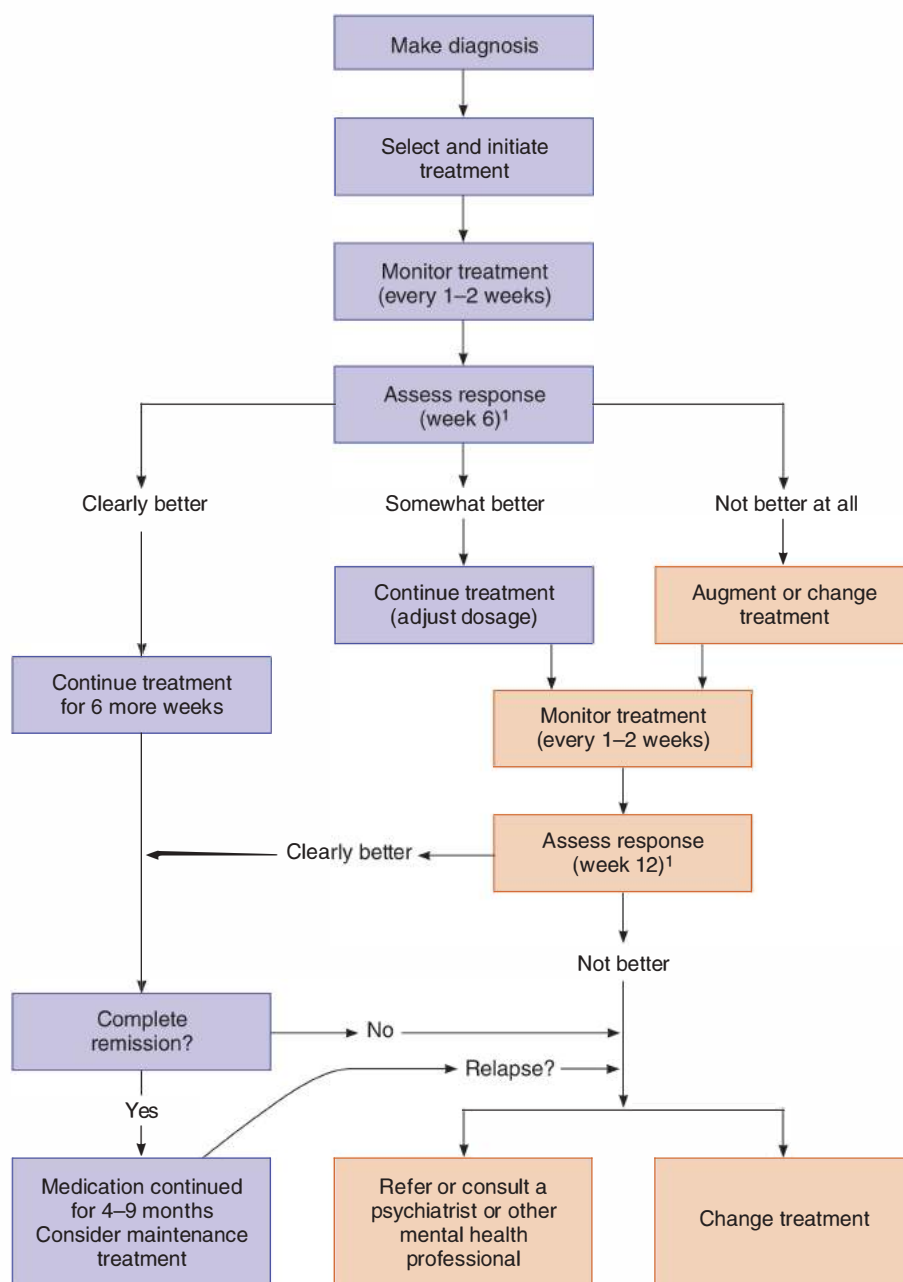 Make diagnosis
Select and initiate
treatment
Monitor treatment
(every 1–2 weeks)
Assess response
(week 6)¹
Clearly better
Somewhat better
Not better at all
Continue treatment
(adjust dosage)
Augment or change
treatment
Continue treatment
for 6 more weeks
Monitor treatment
(every 1–2 weeks)
Clearly better
Assess response
(week 12)¹
Not better
Complete
remission?
No
Relapse?
Yes
Medication continued
for 4–9 months
Consider maintenance
treatment
Refer or consult a
psychiatrist or other
mental health
professional
Change treatment